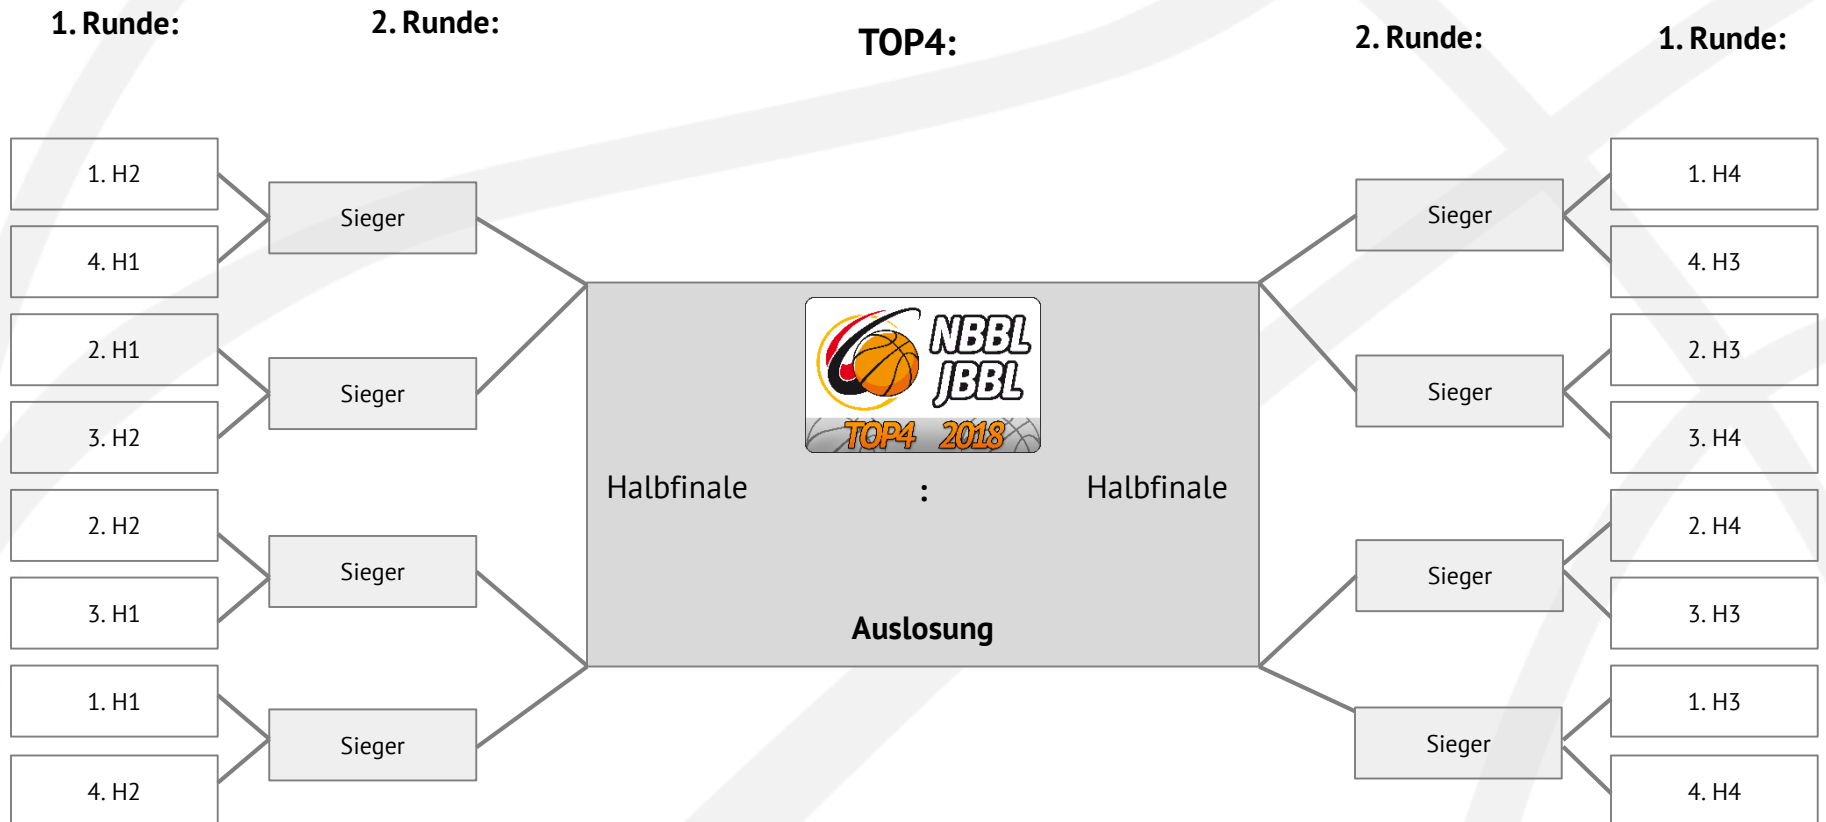 1. Runde:
2. Runde:
TOP4:
2. Runde:
1. Runde:
1. H2
4. H1
2. H1
3. H2
2. H2
3. H1
1. H1
4. H2
Sieger
Sieger
Sieger
Sieger
NBBL
JBBL
TOP4 2018
Halbfinale : Halbfinale
Auslosung
Sieger
Sieger
Sieger
Sieger
1. H4
4. H3
2. H3
3. H4
2. H4
3. H3
1. H3
4. H4